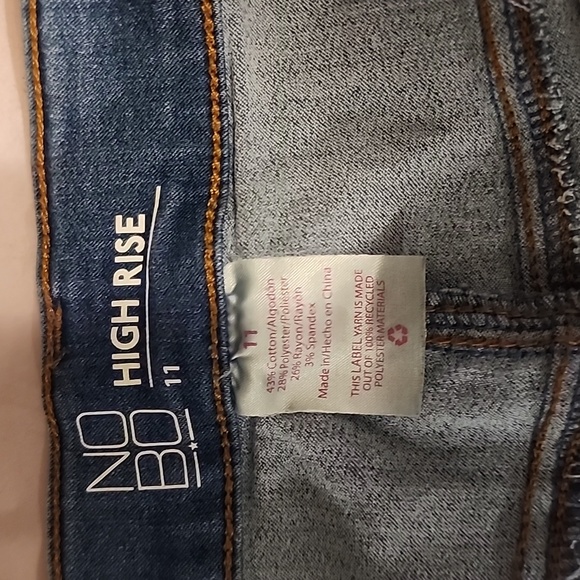 NO
BO
HIGH RISE
11
11
43% Cotton/Algodón
28% Polyester/Poliéster
26% Rayon/Rayón
3% Spandex
Made in/Hecho en China
THIS LABEL YARN IS MADE
OUT OF 100% RECYCLED
POLYESTER MATERIALS